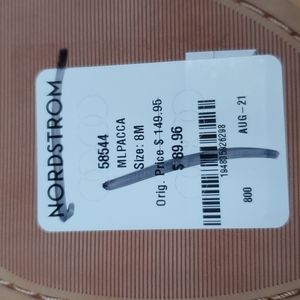 NORDSTROM
58544
MLPACCA
Size: 8M
Orig. Price $ 149.95
$ 89.96
AUG-21
800